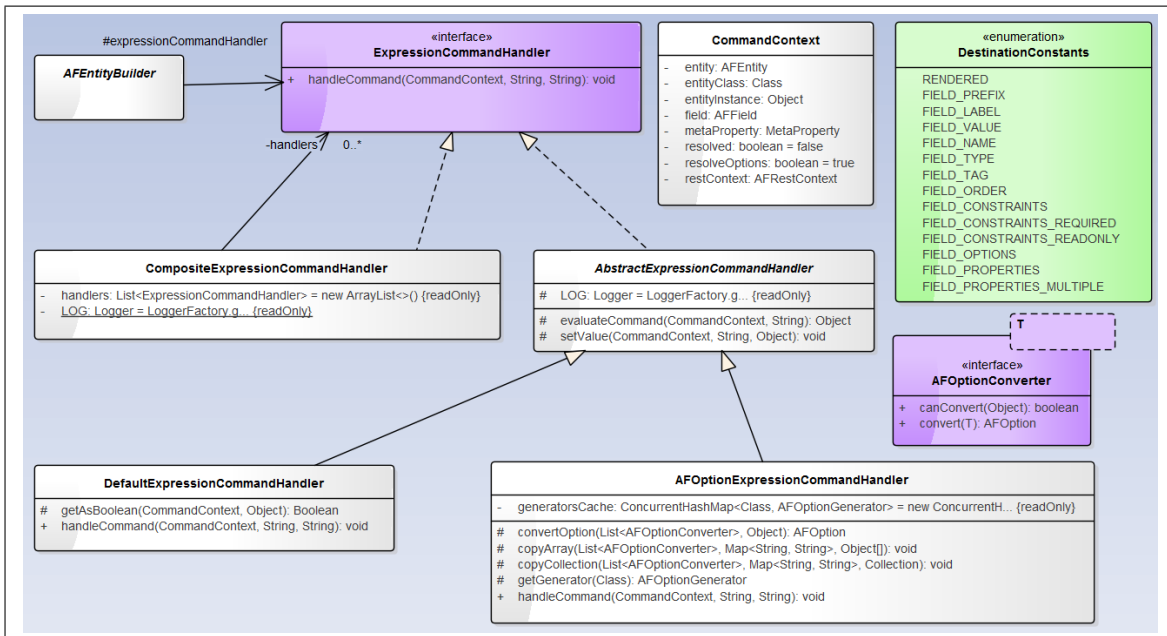 #expressionCommandHandler
AFEntityBuilder
«interface»
ExpressionCommandHandler
+ handleCommand(CommandContext, String, String): void
-handlers
0..*
CommandContext
- entity: AFEntity
- entityClass: Class
- entityInstance: Object
- field: AFField
- metaProperty: MetaProperty
- resolved: boolean = false
- resolveOptions: boolean = true
- restContext: AFRestContext
«enumeration»
DestinationConstants
RENDERED
FIELD_PREFIX
FIELD_LABEL
FIELD_VALUE
FIELD_NAME
FIELD_TYPE
FIELD_TAG
FIELD_ORDER
FIELD_CONSTRAINTS
FIELD_CONSTRAINTS_REQUIRED
FIELD_CONSTRAINTS_READONLY
FIELD_OPTIONS
FIELD_PROPERTIES
FIELD_PROPERTIES_MULTIPLE
CompositeExpressionCommandHandler
- handlers: List<ExpressionCommandHandler> = new ArrayList<>() {readOnly}
- LOG: Logger = LoggerFactory.g... {readOnly}
AbstractExpressionCommandHandler
# LOG: Logger = LoggerFactory.g... {readOnly}
# evaluateCommand(CommandContext, String): Object
# setValue(CommandContext, String, Object): void
T
«interface»
AFOptionConverter
+ canConvert(Object): boolean
+ convert(T): AFOption
DefaultExpressionCommandHandler
# getAsBoolean(CommandContext, Object): Boolean
+ handleCommand(CommandContext, String, String): void
AFOptionExpressionCommandHandler
- generatorsCache: ConcurrentHashMap<Class, AFOptionGenerator> = new ConcurrentH... {readOnly}
# convertOption(List<AFOptionConverter>, Object): AFOption
# copyArray(List<AFOptionConverter>, Map<String, String>, Object[]): void
# copyCollection(List<AFOptionConverter>, Map<String, String>, Collection): void
# getGenerator(Class): AFOptionGenerator
+ handleCommand(CommandContext, String, String): void